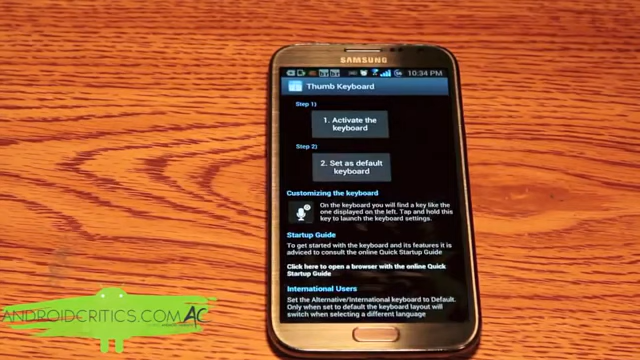 SAMSUNG
10:34 PM
Thumb Keyboard
Step 1)
1. Activate the
keyboard
Step 2)
2. Set as default
keyboard
Customizing the keyboard
On the keyboard you will find a key like the
one displayed on the left. Tap and hold this
key to launch the keyboard settings.
Startup Guide
To get started with the keyboard and its features it is
adviced to consult the online Quick Startup Guide
Click here to open a browser with the online Quick
Startup Guide
International Users
Set the Alternative/International keyboard to Default.
Only when set to default the keyboard layout will
switch when selecting a different language
ANDROIDCRITICS.COM AC